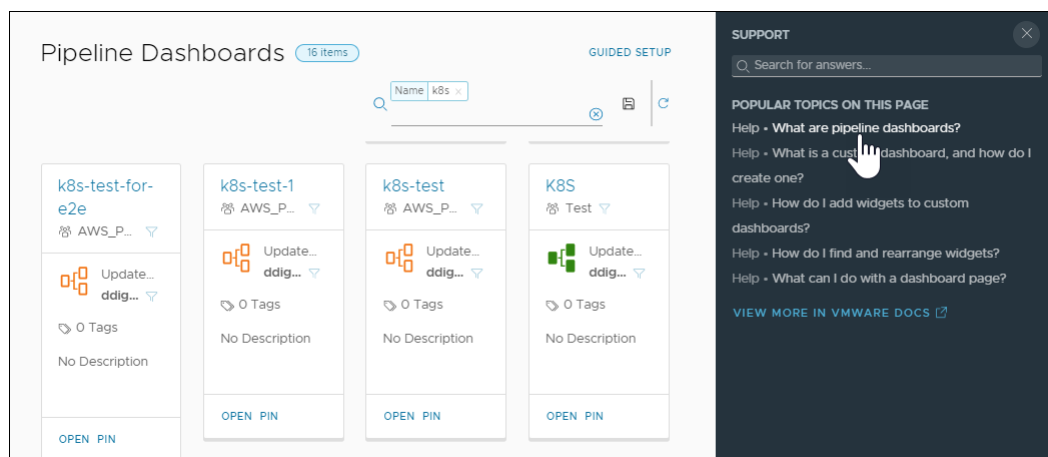 Pipeline Dashboards 16 items
GUIDED SETUP
Name k8s ×
k8s-test-for-
e2e
AWS_P...
Update...
ddig...
0 Tags
No Description
OPEN PIN
k8s-test-1
AWS_P...
Update...
ddig...
0 Tags
No Description
OPEN PIN
k8s-test
AWS_P...
Update...
ddig...
0 Tags
No Description
OPEN PIN
K8S
Test
Update...
ddig...
0 Tags
No Description
OPEN PIN
SUPPORT
Search for answers...
POPULAR TOPICS ON THIS PAGE
Help • What are pipeline dashboards?
Help • What is a dashboard, and how do I
create one?
Help • How do I add widgets to custom
dashboards?
Help • How do I find and rearrange widgets?
Help • What can I do with a dashboard page?
VIEW MORE IN VMWARE DOCS